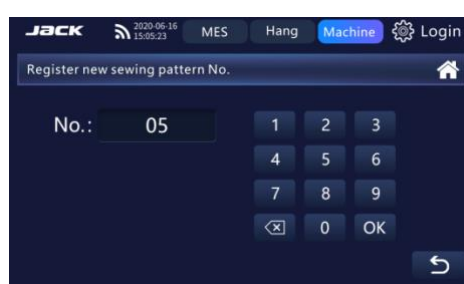 JACK 2020-06-16 15:05:23 MES Hang Machine Login
Register new sewing pattern No.
No.: 05
1 2 3
4 5 6
7 8 9
0 OK